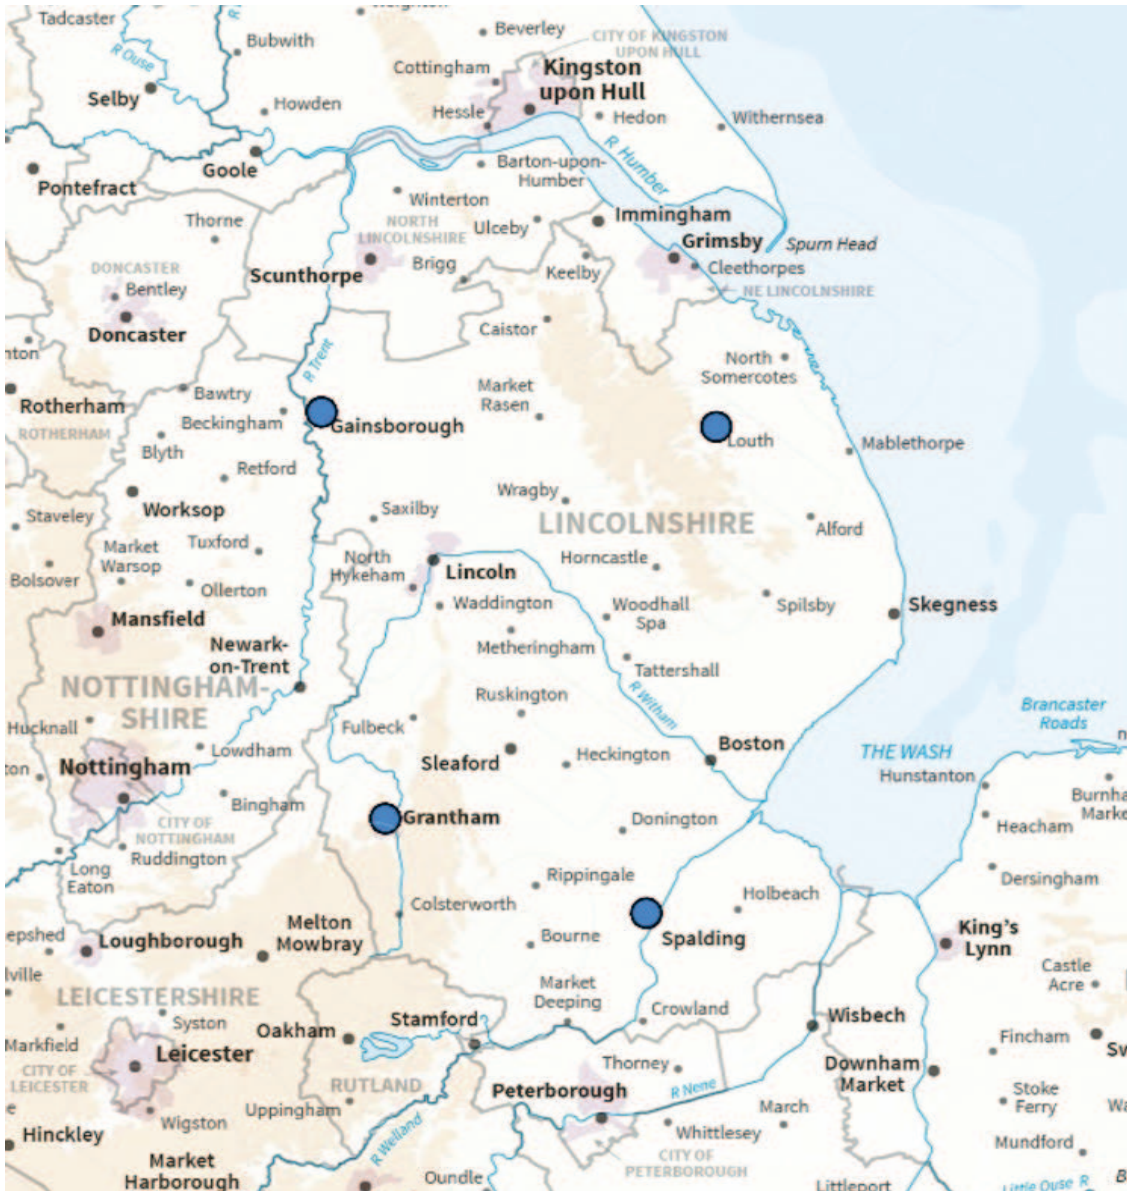 Tadcaster
Beverley
CITY OF KINGSTON
UPON HULL
Bubwith
R Ouse
Cottingham
Kingston
upon Hull
Selby
Howden
Hessle
Hedon
Withernsea
R Humber
Goole
Barton-upon-
Humber
Pontefract
Winterton
Immingham
Thorne
NORTH
LINCOLNSHIRE
Ulceby
Grimsby
Spurn Head
Scunthorpe
Brigg
Keelby
Cleethorpes
DONCASTER
Bentley
NE LINCOLNSHIRE
Doncaster
Caistor
nton
R Trent
North
Somercotes
Rotherham
Bawtry
Market
Rasen
Beckingham
Gainsborough
ROTHERHAM
Louth
Mablethorpe
Blyth
Retford
Wragby
Worksop
Saxilby
Staveley
LINCOLNSHIRE
Alford
Market
Warsop
Tuxford
North
Hykeham
Horncastle
Bolsover
Ollerton
Lincoln
Waddington
Woodhall
Spa
Spilsby
Skegness
Mansfield
Newark-
on-Trent
Metheringham
Tattershall
NOTTINGHAM-
SHIRE
Ruskington
R Witham
Brancaster
Roads
Hucknall
Fulbeck
Lowdham
Boston
THE WASH
Nottingham
Sleaford
Heckington
Hunstanton
Bingham
CITY OF
NOTTINGHAM
Grantham
Donington
Heacham
Ruddington
Long
Eaton
Rippingale
Holbeach
Dersingham
Colsterworth
epshed
Loughborough
Melton
Mowbray
Bourne
Spalding
King's
Lynn
lville
LEICESTERSHIRE
Market
Deeping
Castle
Acre
Syston
Oakham
Stamford
Crowland
Wisbech
Markfield
Leicester
Fincham
CITY OF
LEICESTER
Thorney
Downham
Market
RUTLAND
Peterborough
R Nene
Stoke
Ferry
Uppingham
Wigston
March
Hinckley
R Welland
Whittlesey
Mundford
Market
Harborough
CITY OF
PETERBOROUGH
Oundle
Littleport
Little Ouse R